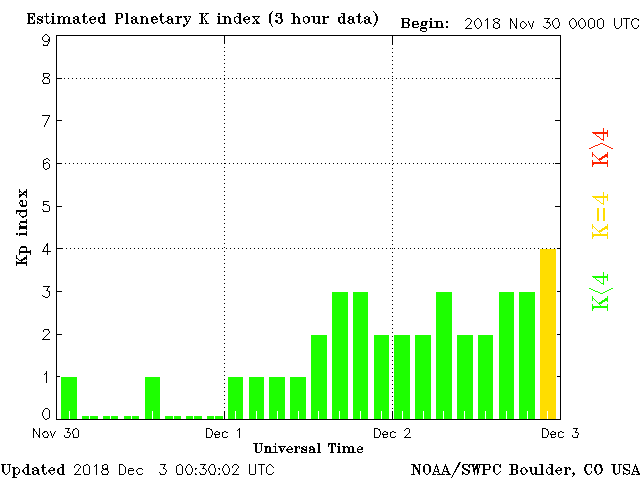 Estimated Planetary K index (3 hour data) Begin: 2018 Nov 30 0000 UTC
9
8
7
6
5
4
3
2
1
0
Kp index
K>4
K=4
K<4
Nov 30 Dec 1 Dec 2 Dec 3
Universal Time
Updated 2018 Dec 3 00:30:02 UTC NOAA/SWPC Boulder, CO USA